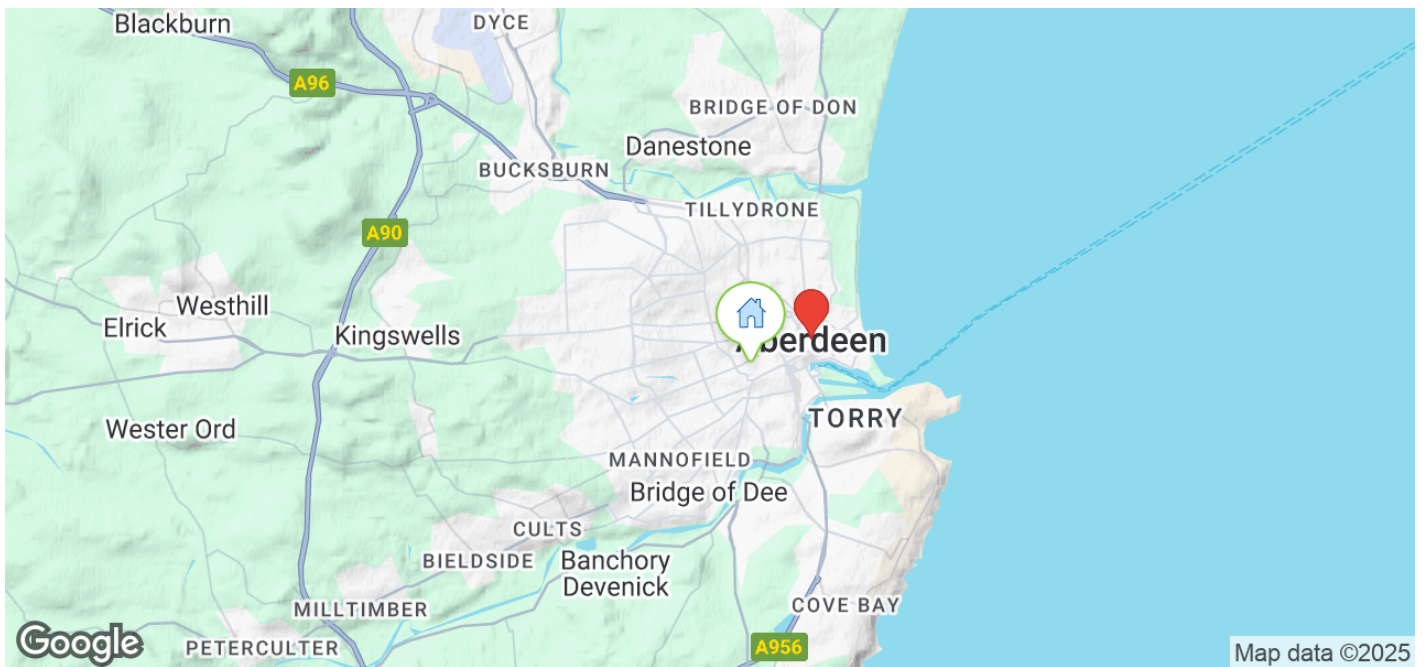 Blackburn
DYCE
A96
BRIDGE OF DON
Danestone
BUCKSBURN
TILLYDRONE
A90
Westhill
Elrick
Kingswells
Aberdeen
Wester Ord
TORRY
MANNOFIELD
Bridge of Dee
CULTS
BIELDSIDE
Banchory
Devenick
MILLTIMBER
COVE BAY
PETERCULTER
A956
Google
Map data ©2025